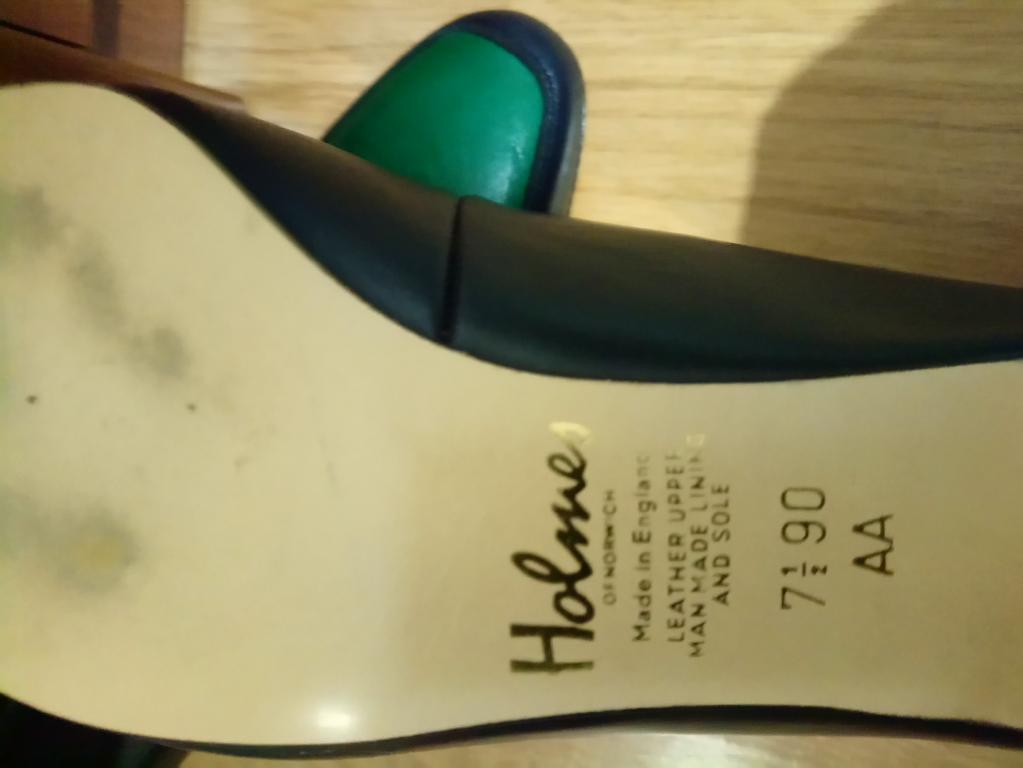 Holmes
OF NORWICH
Made in England
LEATHER UPPER
MAN MADE LINING
AND SOLE
7½ 90
AA